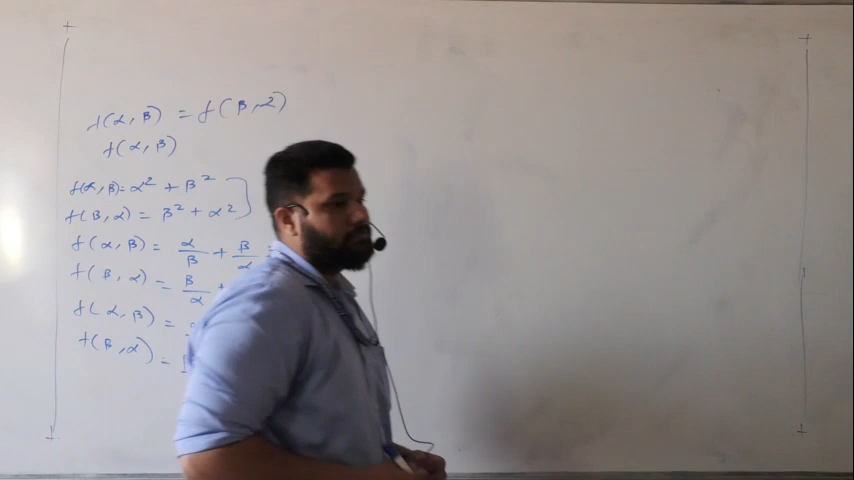 f(α, β) = f(β, α)
f(α, β)
f(α, β) = α² + β²
f(β, α) = β² + α²
f(α, β) = α/β + β/α =
f(β, α) = β/α +
f(α, β) =
f(β, α) =